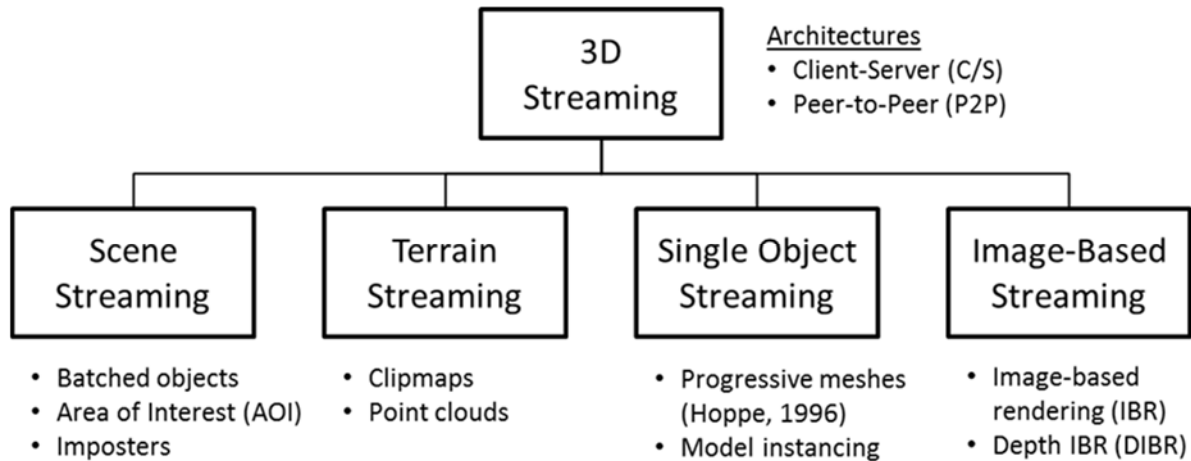 3D
Streaming
Architectures
• Client-Server (C/S)
• Peer-to-Peer (P2P)
Scene
Streaming
• Batched objects
• Area of Interest (AOI)
• Imposters
Terrain
Streaming
• Clipmaps
• Point clouds
Single Object
Streaming
• Progressive meshes
(Hoppe, 1996)
• Model instancing
Image-Based
Streaming
• Image-based
rendering (IBR)
• Depth IBR (DIBR)